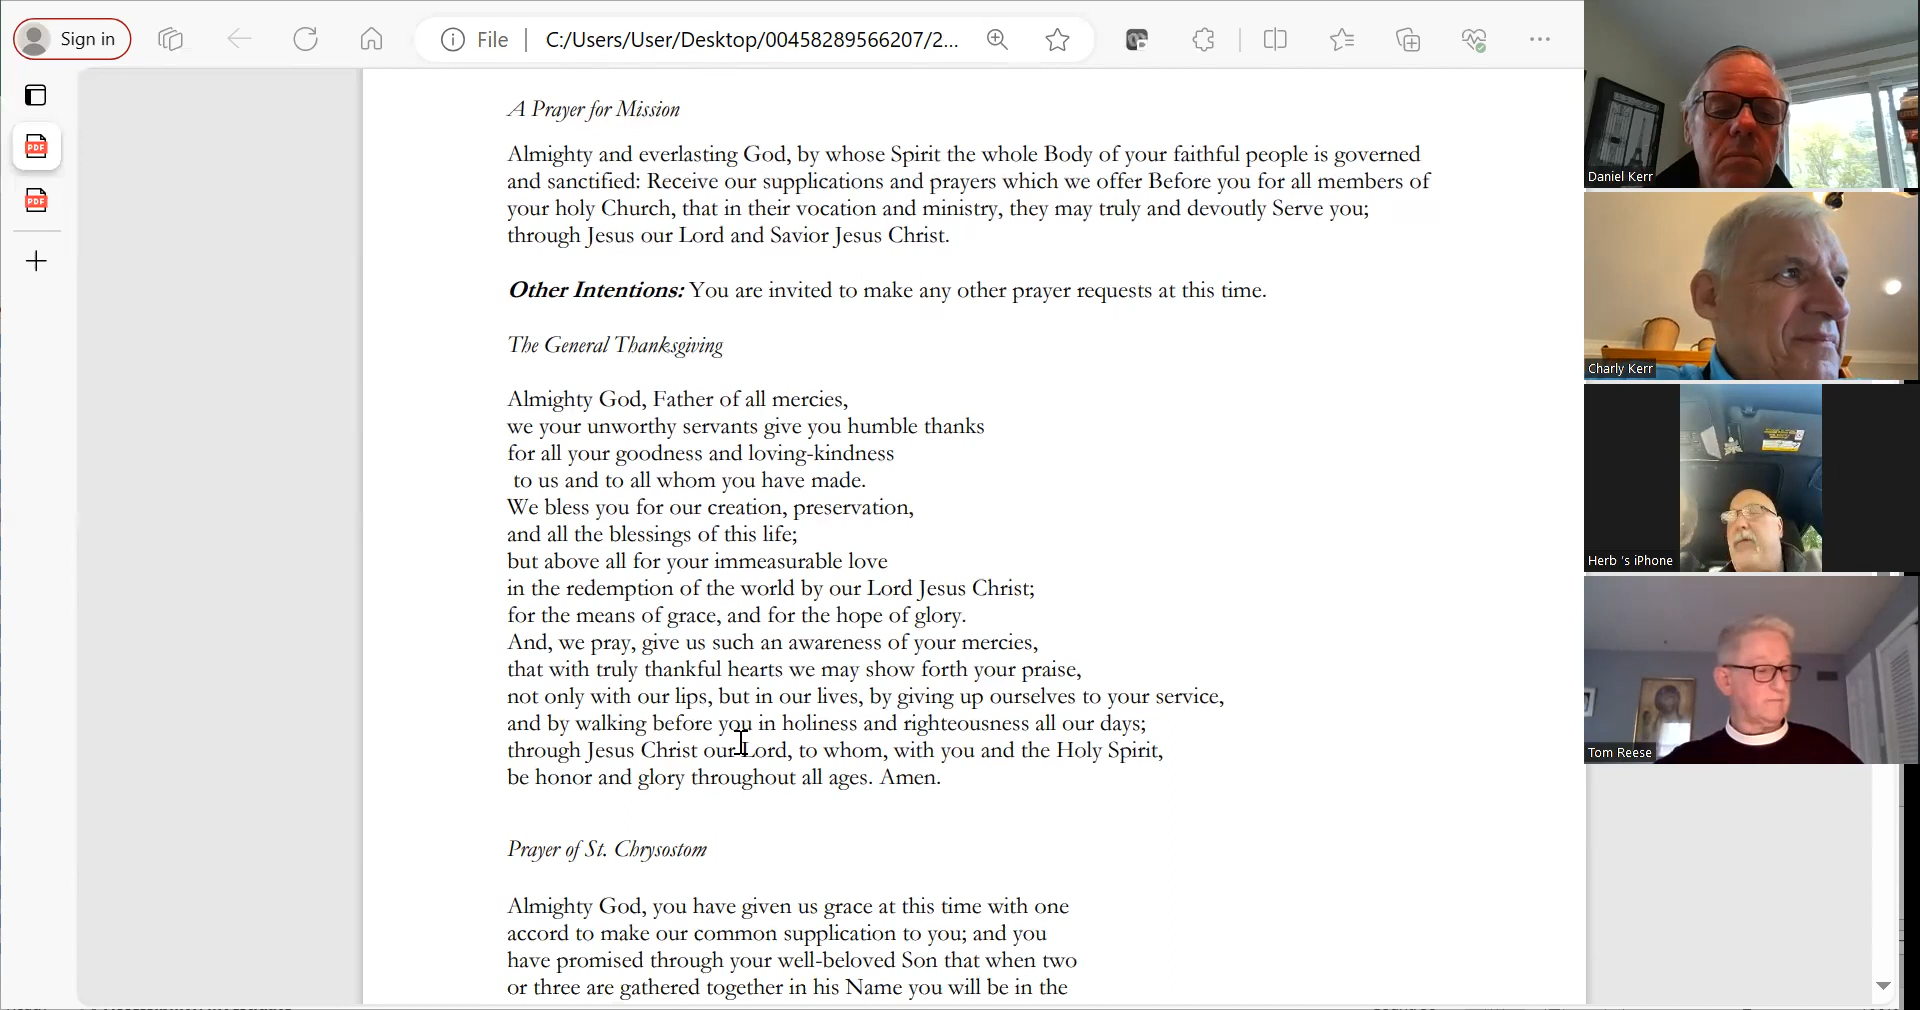 Sign in
File
C:/Users/User/Desktop/00458289566207/2...
PDF
PDF
A Prayer for Mission
Almighty and everlasting God, by whose Spirit the whole Body of your faithful people is governed
and sanctified: Receive our supplications and prayers which we offer Before you for all members of
your holy Church, that in their vocation and ministry, they may truly and devoutly Serve you;
through Jesus our Lord and Savior Jesus Christ.
Other Intentions: You are invited to make any other prayer requests at this time.
The General Thanksgiving
Almighty God, Father of all mercies,
we your unworthy servants give you humble thanks
for all your goodness and loving-kindness
to us and to all whom you have made.
We bless you for our creation, preservation,
and all the blessings of this life;
but above all for your immeasurable love
in the redemption of the world by our Lord Jesus Christ;
for the means of grace, and for the hope of glory.
And, we pray, give us such an awareness of your mercies,
that with truly thankful hearts we may show forth your praise,
not only with our lips, but in our lives, by giving up ourselves to your service,
and by walking before you in holiness and righteousness all our days;
through Jesus Christ our Lord, to whom, with you and the Holy Spirit,
be honor and glory throughout all ages. Amen.
Prayer of St. Chrysostom
Almighty God, you have given us grace at this time with one
accord to make our common supplication to you; and you
have promised through your well-beloved Son that when two
or three are gathered together in his Name you will be in the
Daniel Kerr
Charly Kerr
Herb 's iPhone
Tom Reese